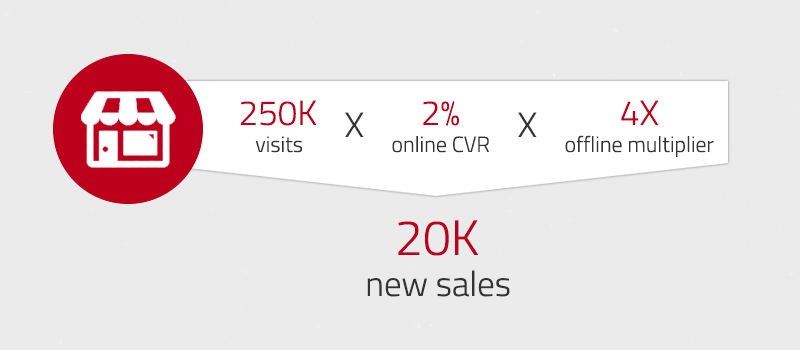 250K X 2% X 4X
visits online CVR offline multiplier
20K
new sales